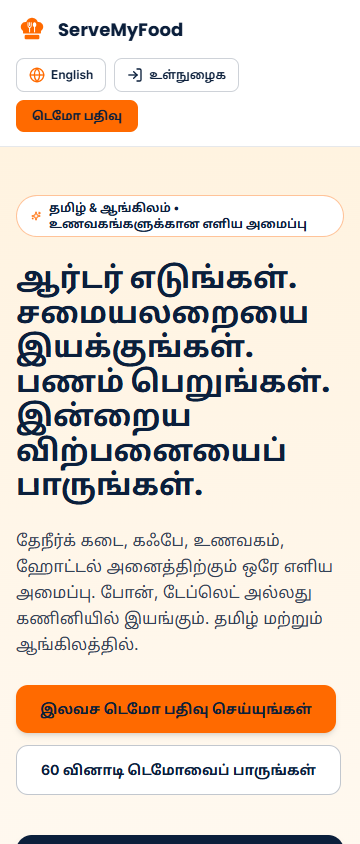 ServeMyFood
English
உள்நுழைக
டெமோ பதிவு
தமிழ் & ஆங்கிலம் •
உணவகங்களுக்கான எளிய அமைப்பு
ஆர்டர் எடுங்கள்.
சமையலறையை
இயக்குங்கள்.
பணம் பெறுங்கள்.
இன்றைய
விற்பனையைப்
பாருங்கள்.
தேநீர்க் கடை, கஃபே, உணவகம்,
ஹோட்டல் அனைத்திற்கும் ஒரே எளிய
அமைப்பு. போன், டேப்லெட் அல்லது
கணினியில் இயங்கும். தமிழ் மற்றும்
ஆங்கிலத்தில்.
இலவச டெமோ பதிவு செய்யுங்கள்
60 வினாடி டெமோவைப் பாருங்கள்